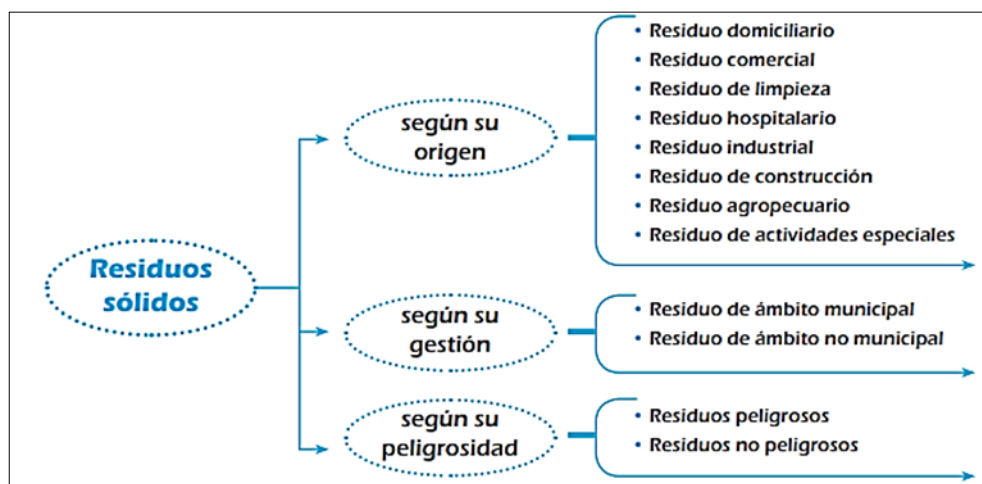 Residuos
sólidos
según su
origen
• Residuo domiciliario
• Residuo comercial
• Residuo de limpieza
• Residuo hospitalario
• Residuo industrial
• Residuo de construcción
• Residuo agropecuario
• Residuo de actividades especiales
según su
gestión
• Residuo de ámbito municipal
• Residuo de ámbito no municipal
según su
peligrosidad
• Residuos peligrosos
• Residuos no peligrosos